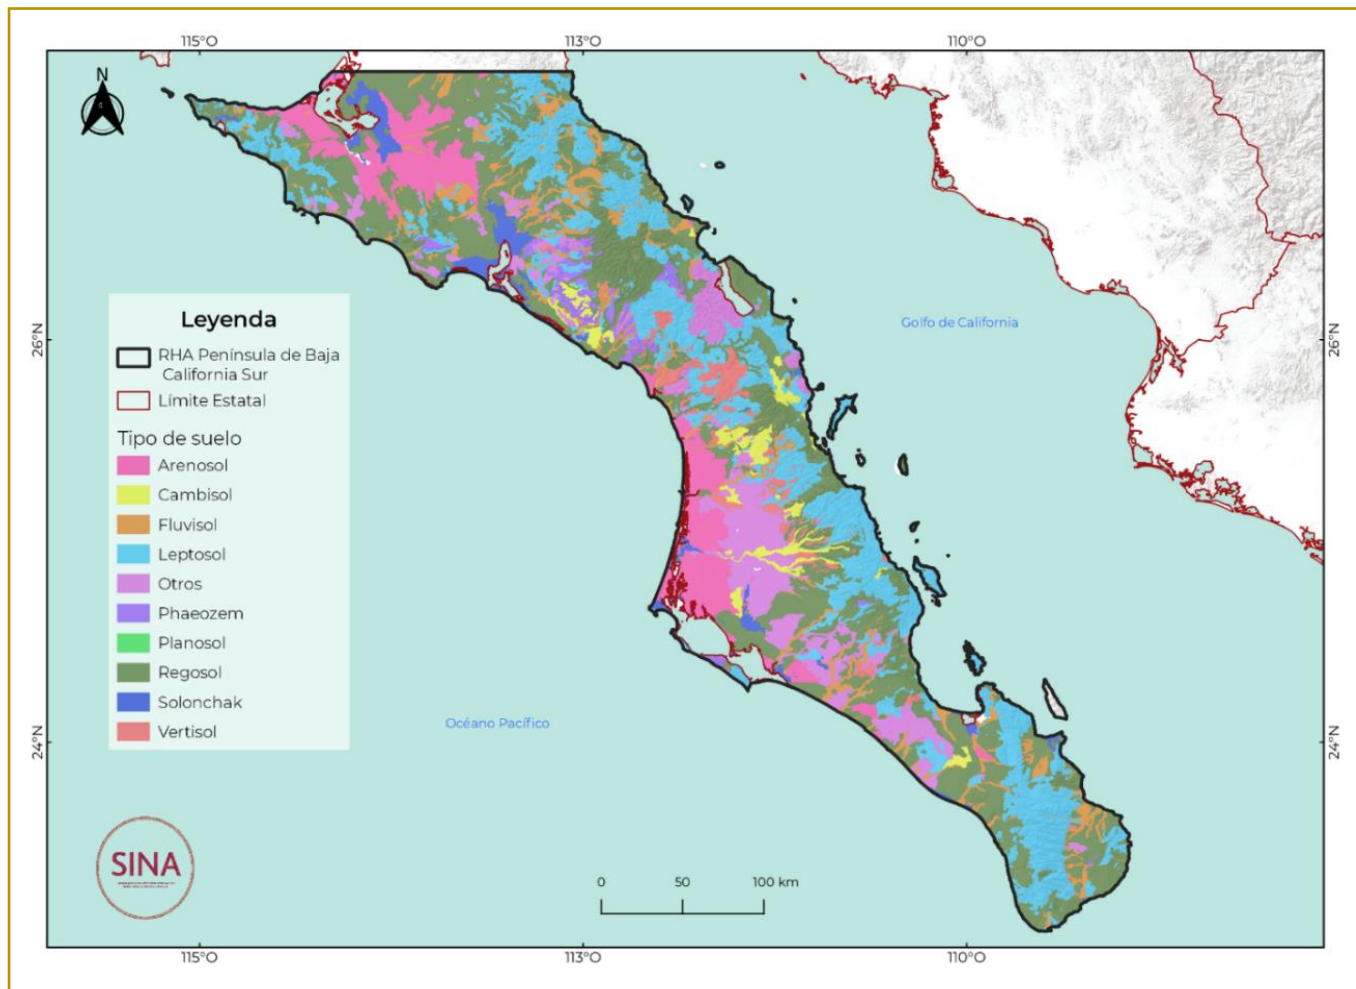 115°O 113°O 110°O
N
26°N
26°N
Golfo de California
Leyenda
RHA Península de Baja
California Sur
Límite Estatal
Tipo de suelo
Arenosol
Cambisol
Fluvisol
Leptosol
Otros
Phaeozem
Planosol
Regosol
Solonchak
Vertisol
Océano Pacífico
24°N
24°N
SINA
0 50 100 km
115°O 113°O 110°O